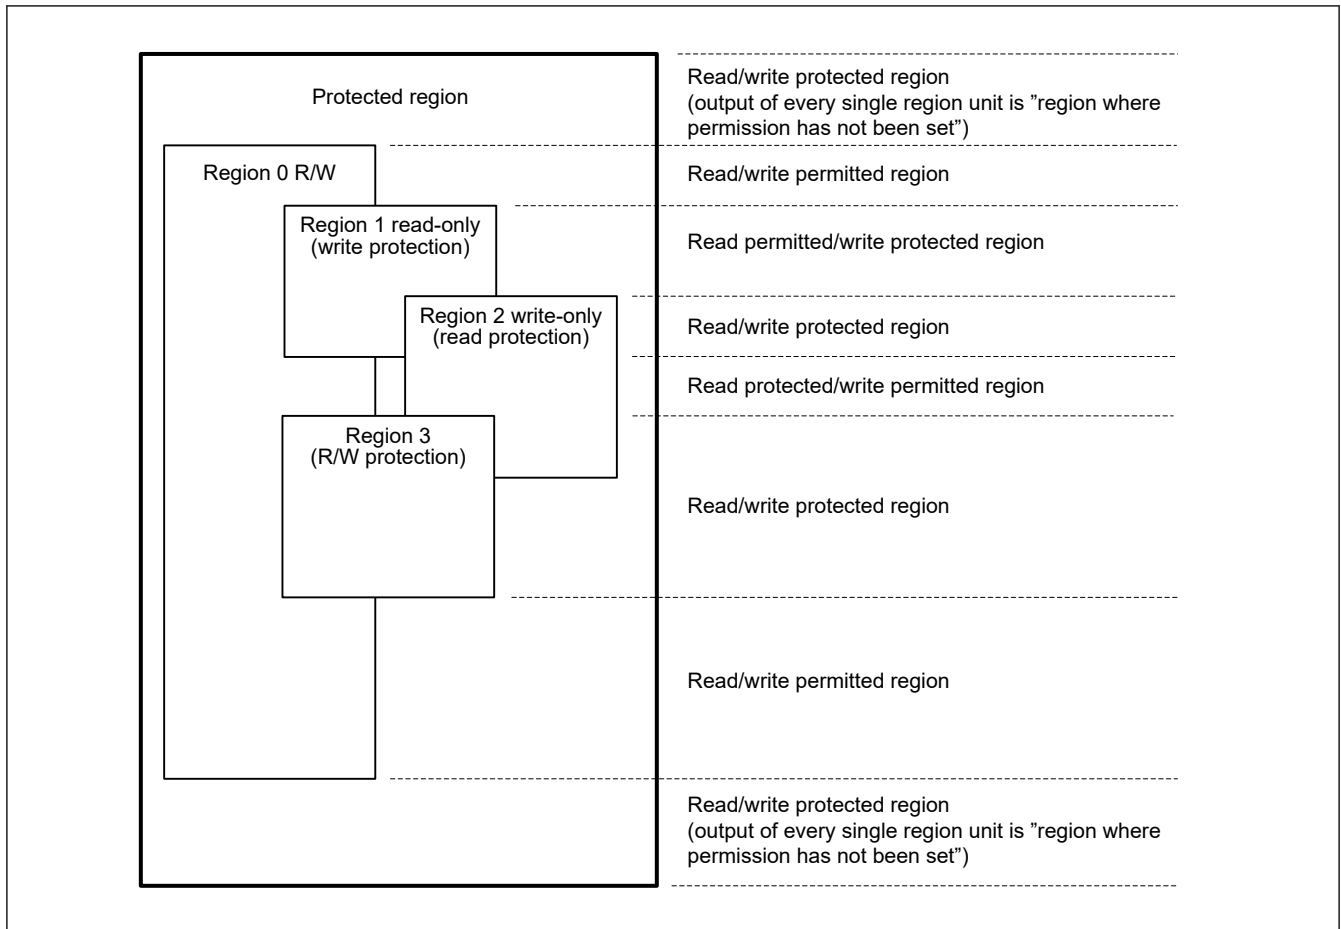 Protected region
Read/write protected region
(output of every single region unit is ”region where
permission has not been set”)
Region 0 R/W
Read/write permitted region
Region 1 read-only
(write protection)
Read permitted/write protected region
Region 2 write-only
(read protection)
Read/write protected region
Read protected/write permitted region
Region 3
(R/W protection)
Read/write protected region
Read/write permitted region
Read/write protected region
(output of every single region unit is ”region where
permission has not been set”)